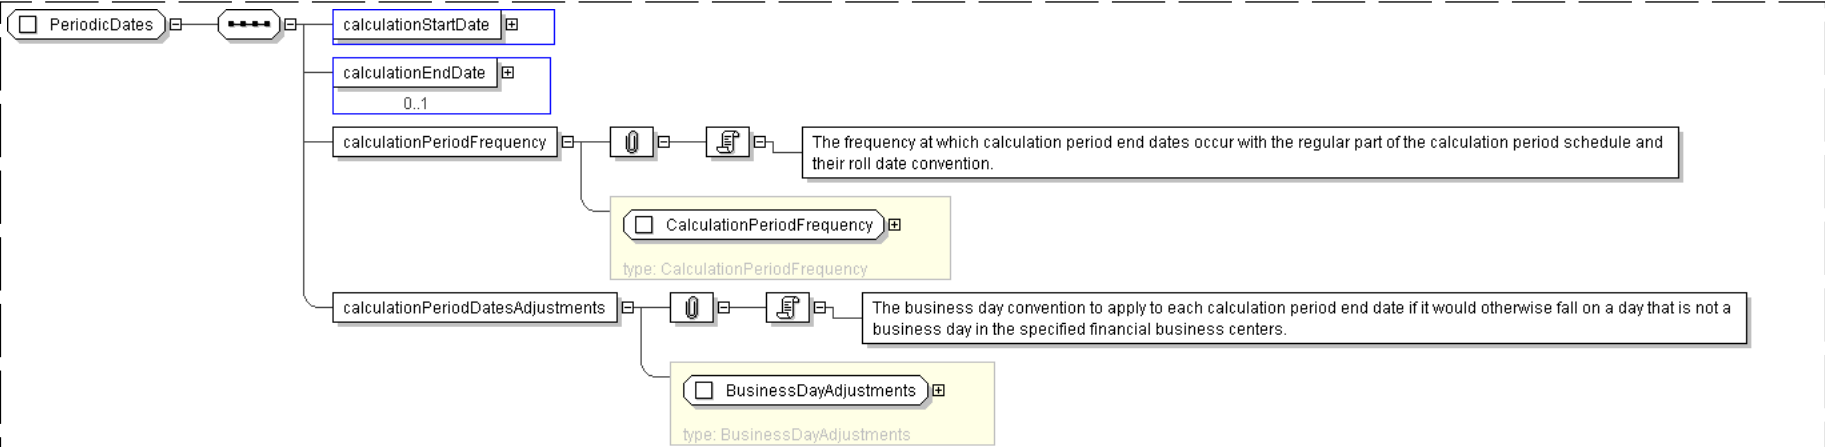 PeriodicDates
calculationStartDate
calculationEndDate
0..1
calculationPeriodFrequency
The frequency at which calculation period end dates occur with the regular part of the calculation period schedule and
their roll date convention.
CalculationPeriodFrequency
type: CalculationPeriodFrequency
calculationPeriodDatesAdjustments
The business day convention to apply to each calculation period end date if it would otherwise fall on a day that is not a
business day in the specified financial business centers.
BusinessDayAdjustments
type: BusinessDayAdjustments